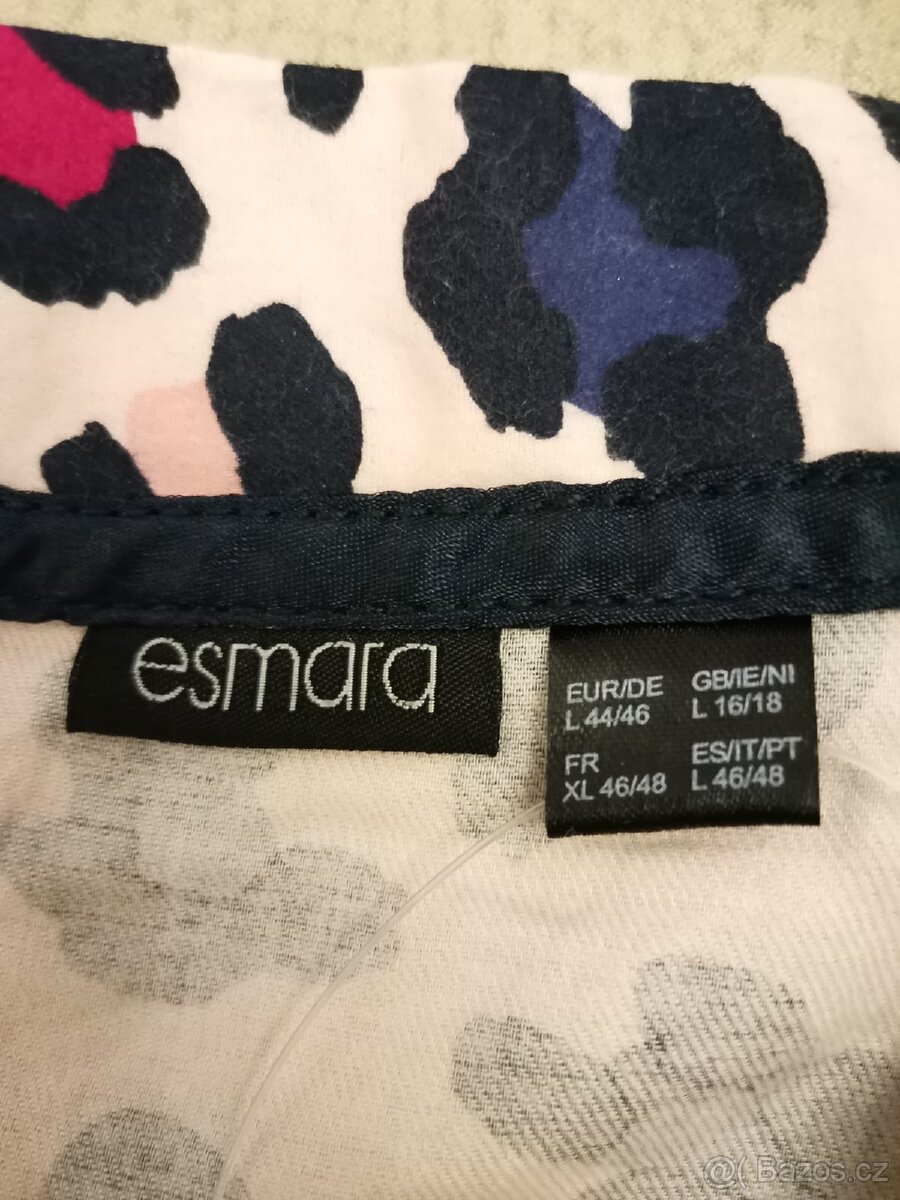 esmara
EUR/DE GB/IE/NI
L 44/46 L 16/18
FR ES/IT/PT
XL 46/48 L 46/48
@( Bazos.cz